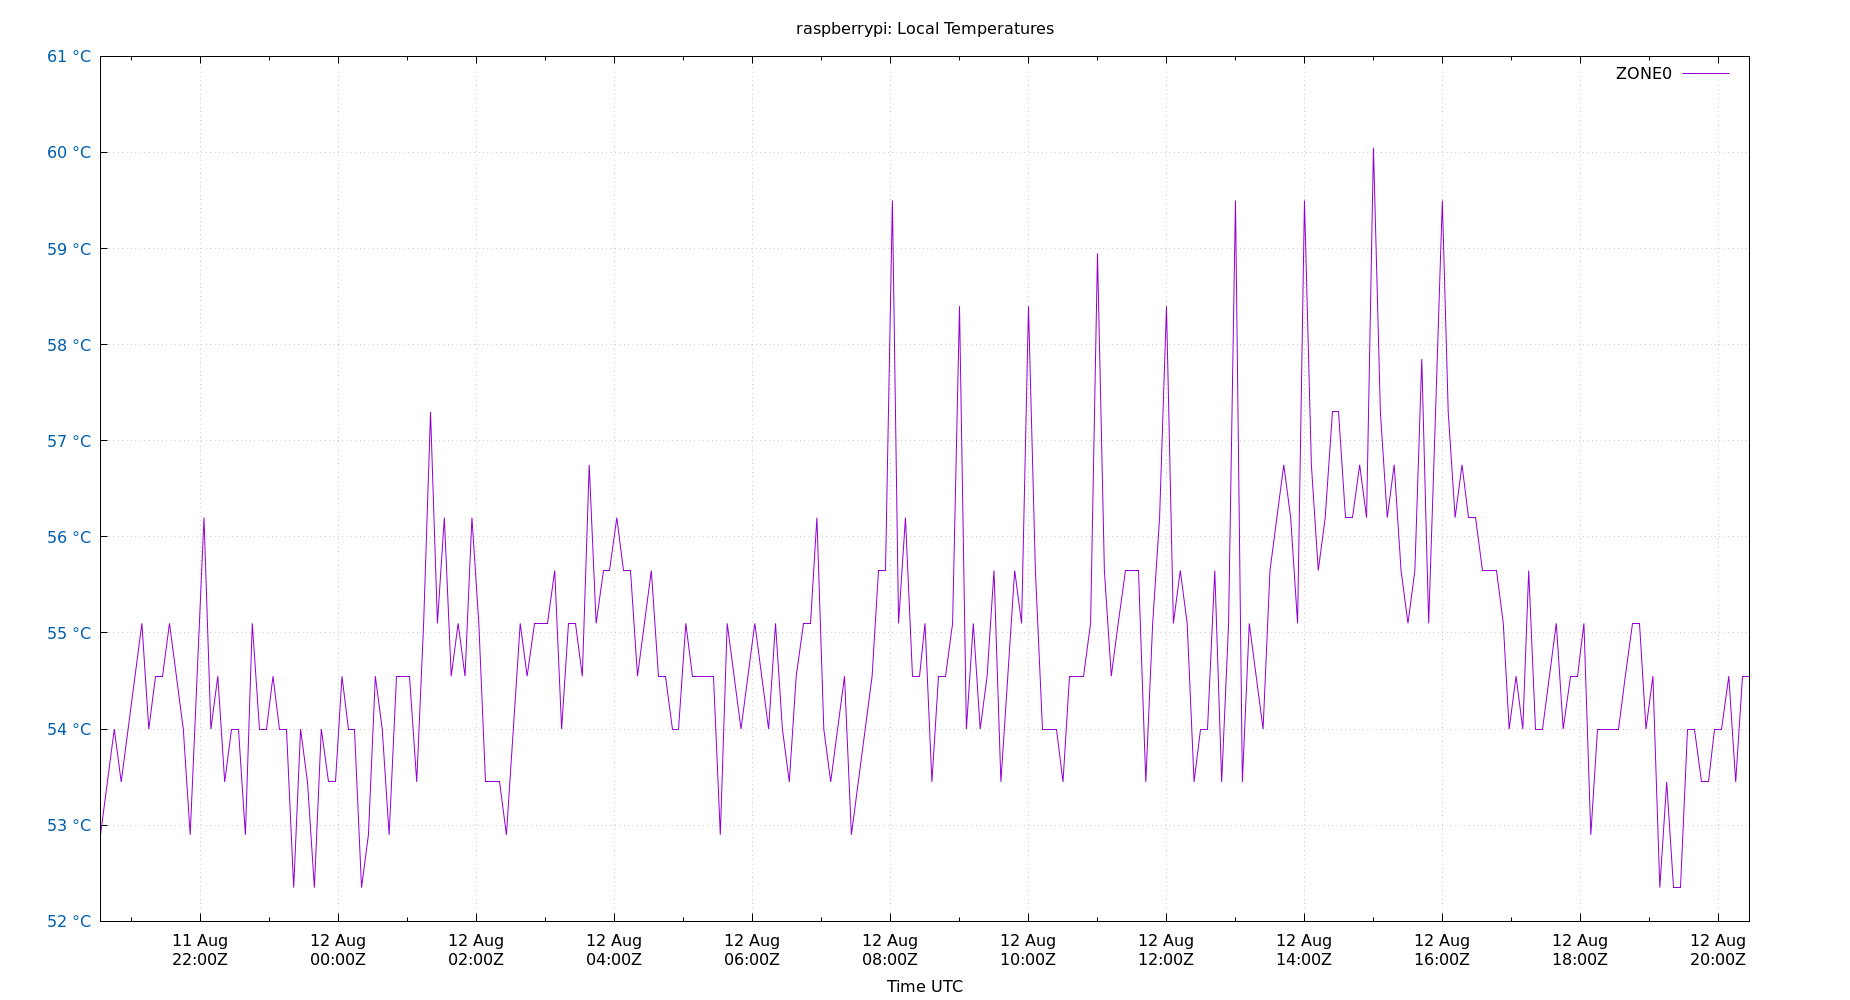 raspberrypi: Local Temperatures
61 °C
ZONE0
60 °C
59 °C
58 °C
57 °C
56 °C
55 °C
54 °C
53 °C
52 °C
11 Aug 12 Aug 12 Aug 12 Aug 12 Aug 12 Aug 12 Aug 12 Aug 12 Aug 12 Aug 12 Aug 12 Aug
22:00Z 00:00Z 02:00Z 04:00Z 06:00Z 08:00Z 10:00Z 12:00Z 14:00Z 16:00Z 18:00Z 20:00Z
Time UTC